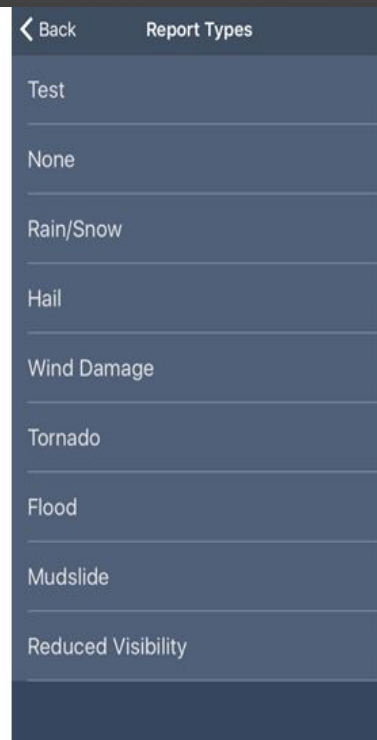 Back Report Types
Test
None
Rain/Snow
Hail
Wind Damage
Tornado
Flood
Mudslide
Reduced Visibility